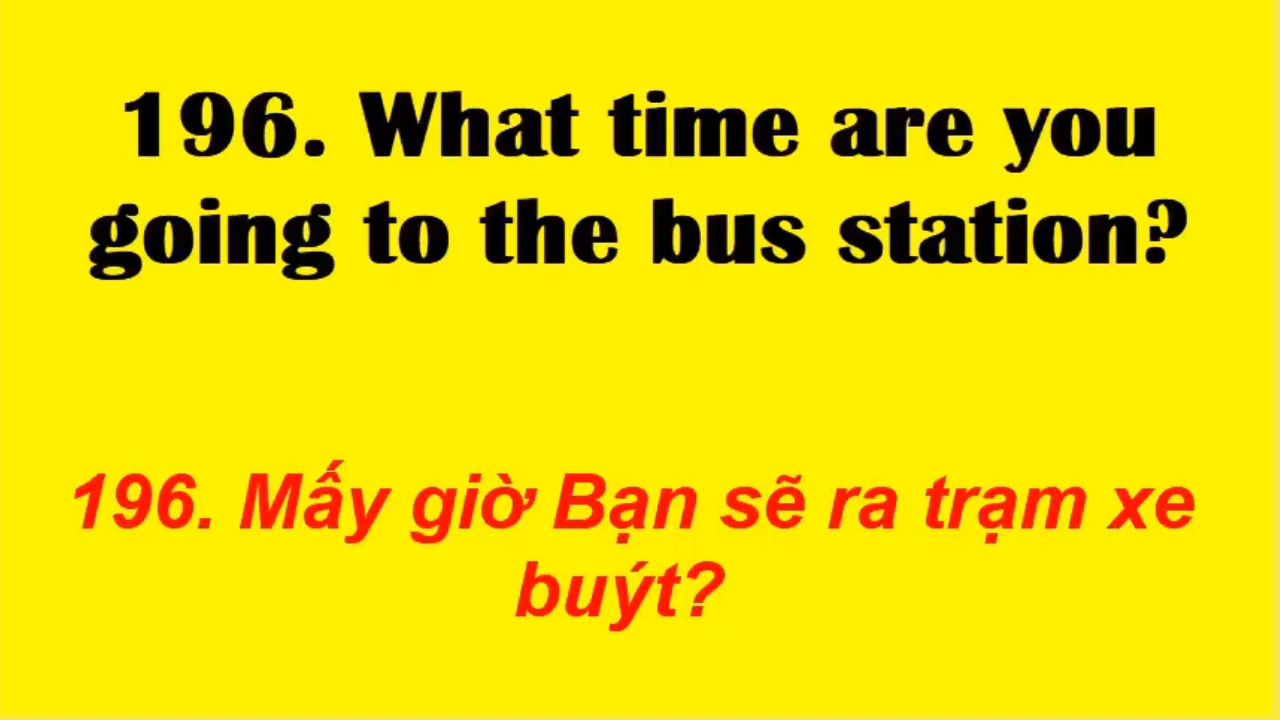 196. What time are you
going to the bus station?
196. Mấy giờ Bạn sẽ ra trạm xe
buýt?